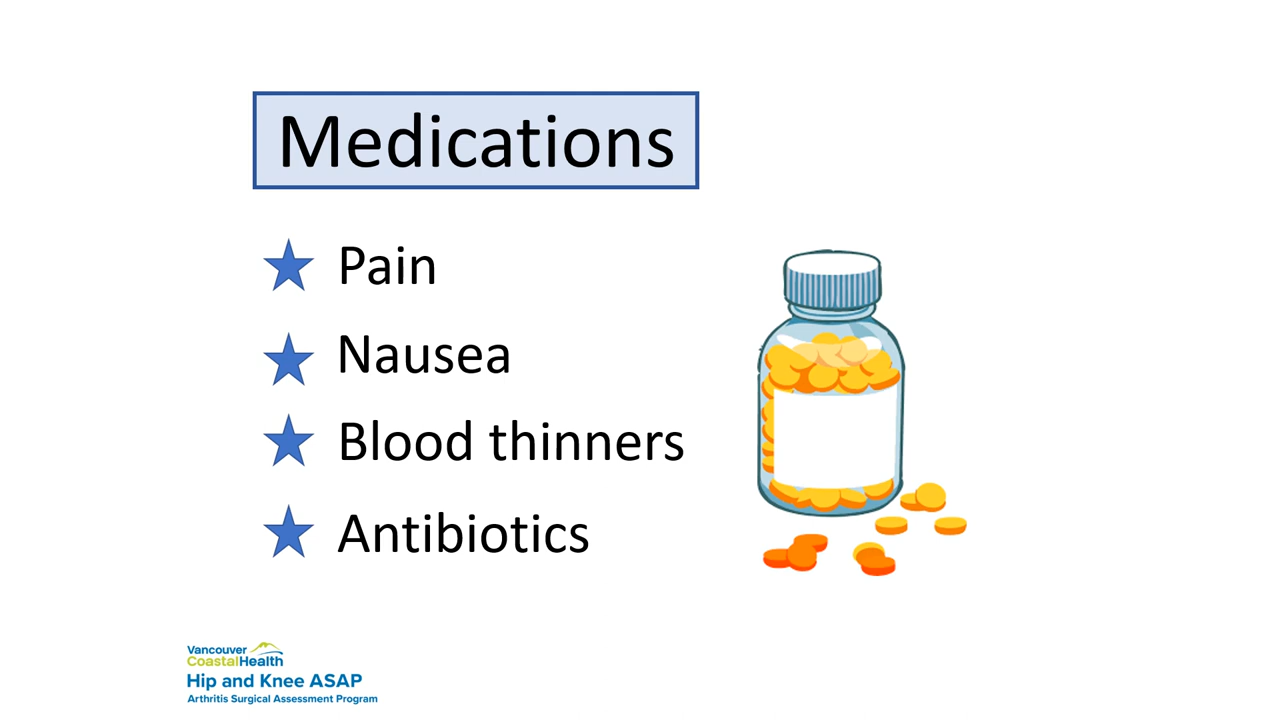 Medications
Pain
Nausea
Blood thinners
Antibiotics
Vancouver
CoastalHealth
Hip and Knee ASAP
Arthritis Surgical Assessment Program